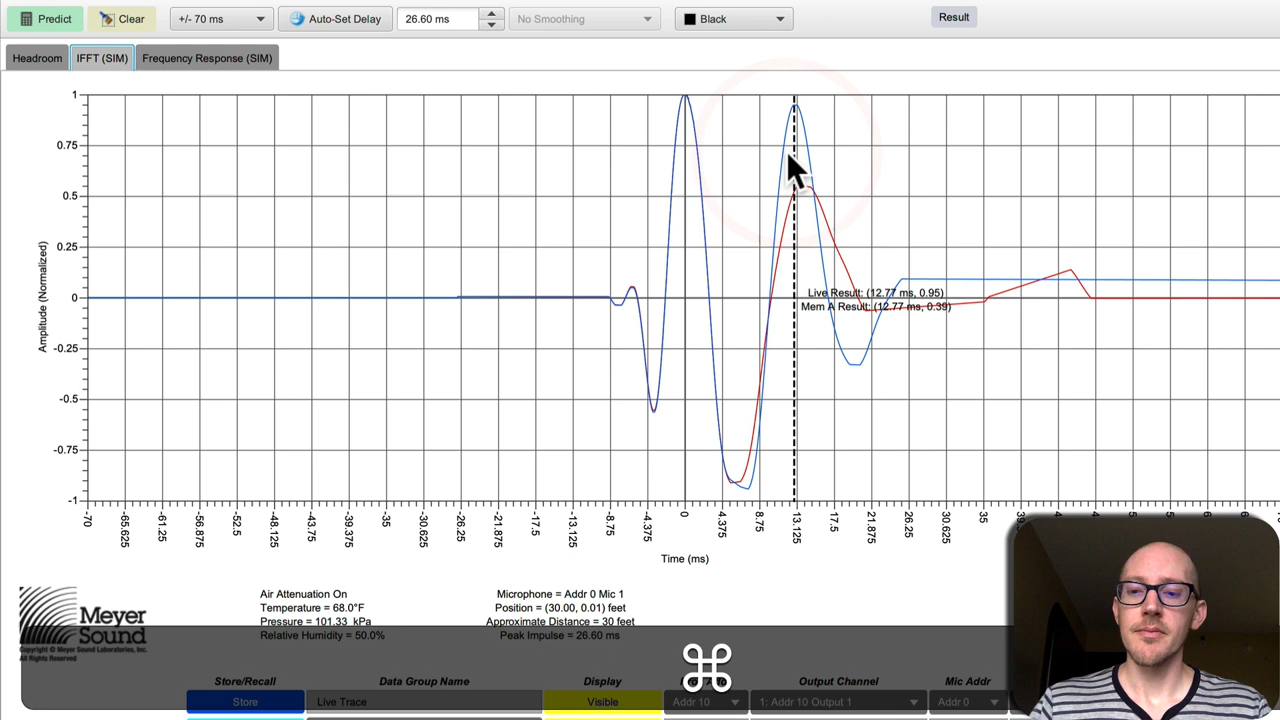 Predict Clear +/- 70 ms Auto-Set Delay 26.60 ms No Smoothing Black Result
Headroom IFFT (SIM) Frequency Response (SIM)
1
0.75
0.5
0.25
0
-0.25
-0.5
-0.75
-1
Amplitude (Normalized)
Live Result: (12.77 ms, 0.95)
Mem A Result: (12.77 ms, 0.39)
-70 -65.625 -61.25 -56.875 -52.5 -48.125 -43.75 -39.375 -35 -30.625 -26.25 -21.875 -17.5 -13.125 -8.75 -4.375 0 4.375 8.75 13.125 17.5 21.875 26.25 30.625 35
Time (ms)
Meyer Sound
Copyright © Meyer Sound Laboratories, Inc.
All Rights Reserved
Air Attenuation On
Temperature = 68.0°F
Pressure = 101.33 kPa
Relative Humidity = 50.0%
Microphone = Addr 0 Mic 1
Position = (30.00, 0.01) feet
Approximate Distance = 30 feet
Peak Impulse = 26.60 ms
⌘
Store/Recall Data Group Name Display Output Channel Mic Addr
Store Live Trace Visible Addr 10 1: Addr 10 Output 1 Addr 0